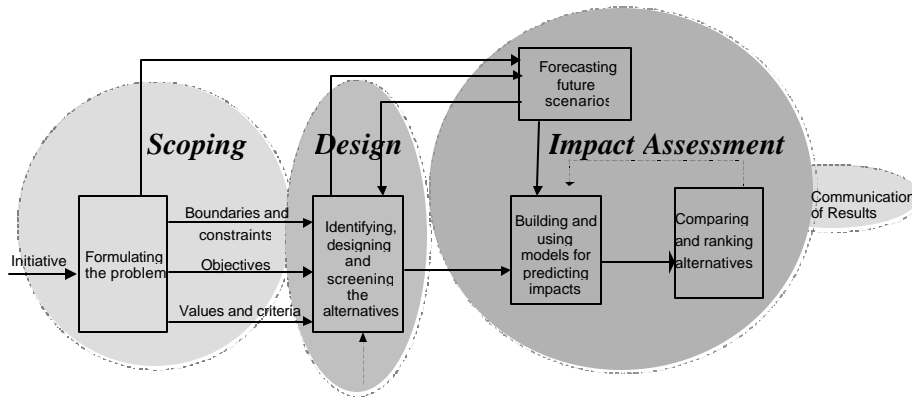 Scoping
Design
Impact Assessment
Forecasting
future
scenarios
Initiative
Formulating
the problem
Boundaries and
constraints
Objectives
Values and criteria
Identifying,
designing
and
screening
the
alternatives
Building and
using
models for
predicting
impacts
Comparing
and ranking
alternatives
Communication
of Results